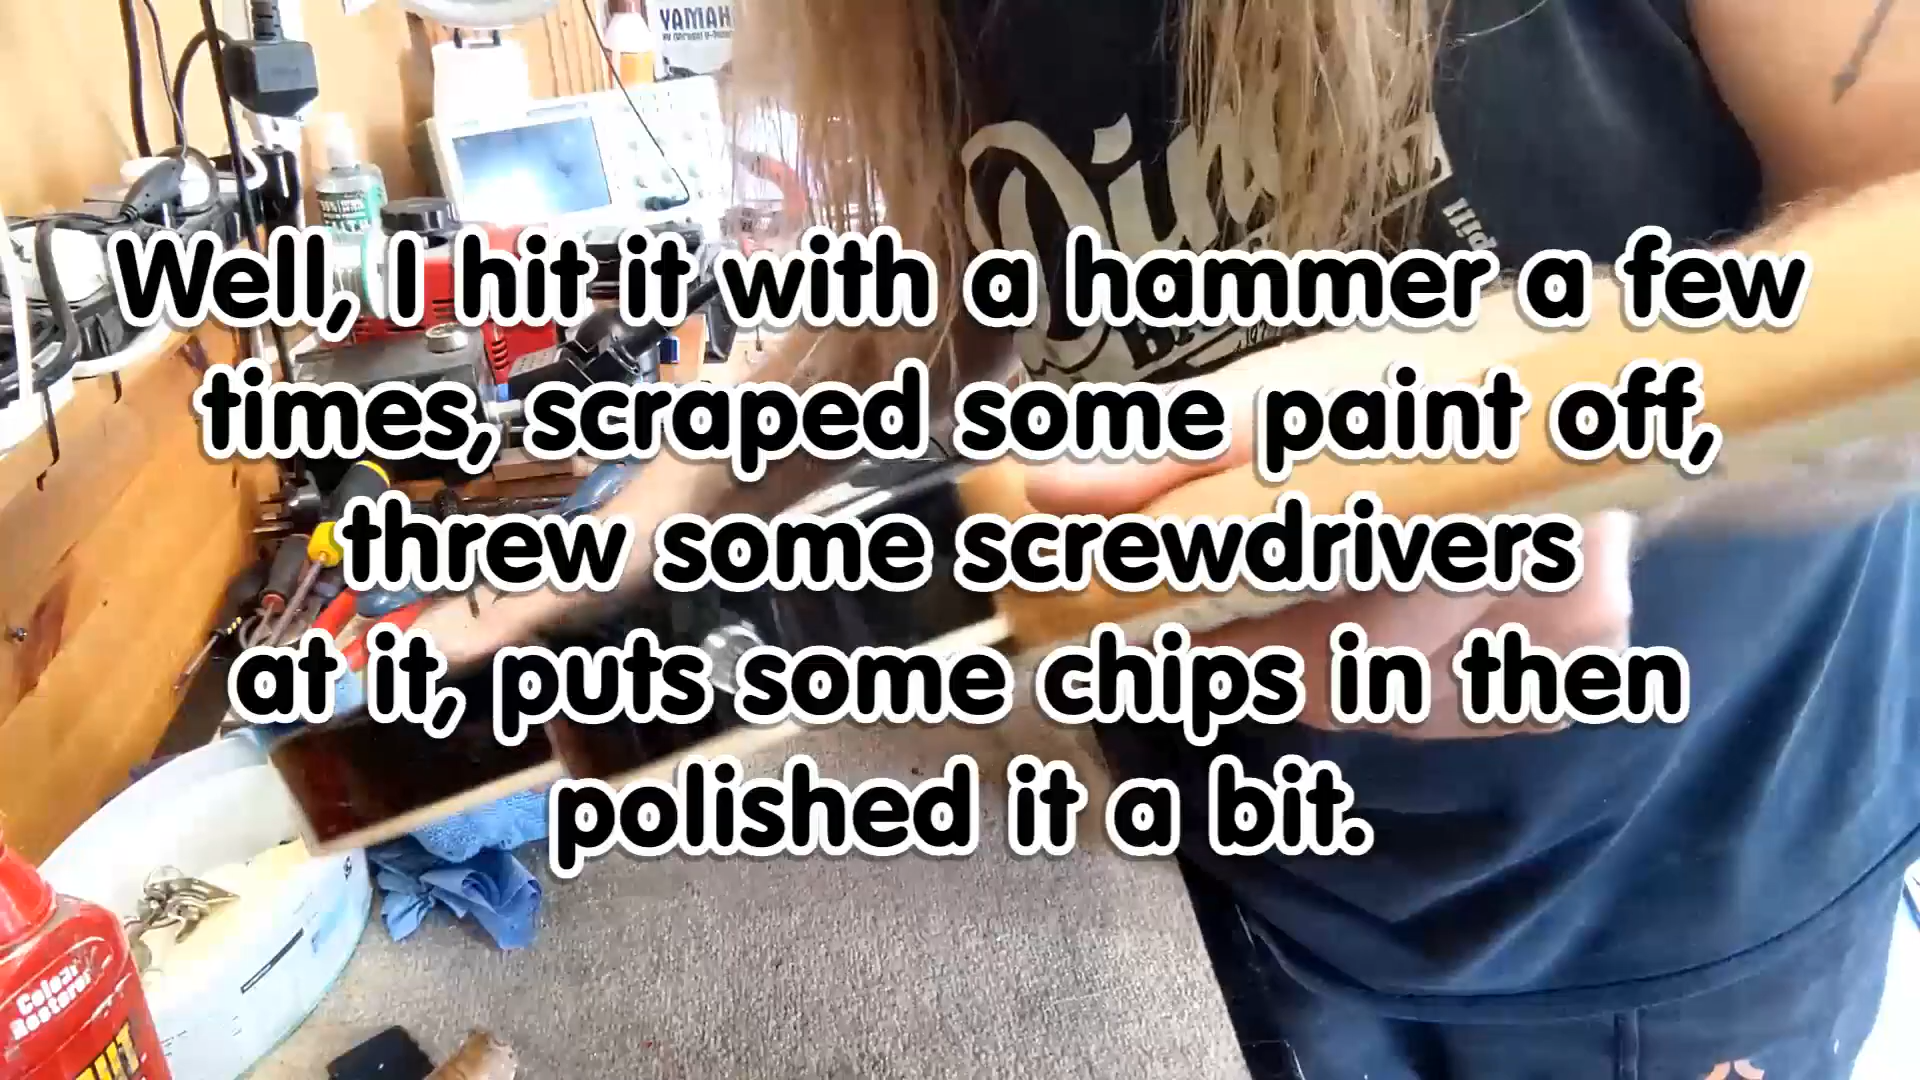 YAMAH
Well, I hit it with a hammer a few
times, scraped some paint off,
threw some screwdrivers
at it, puts some chips in then
polished it a bit.
Colour
Restorer